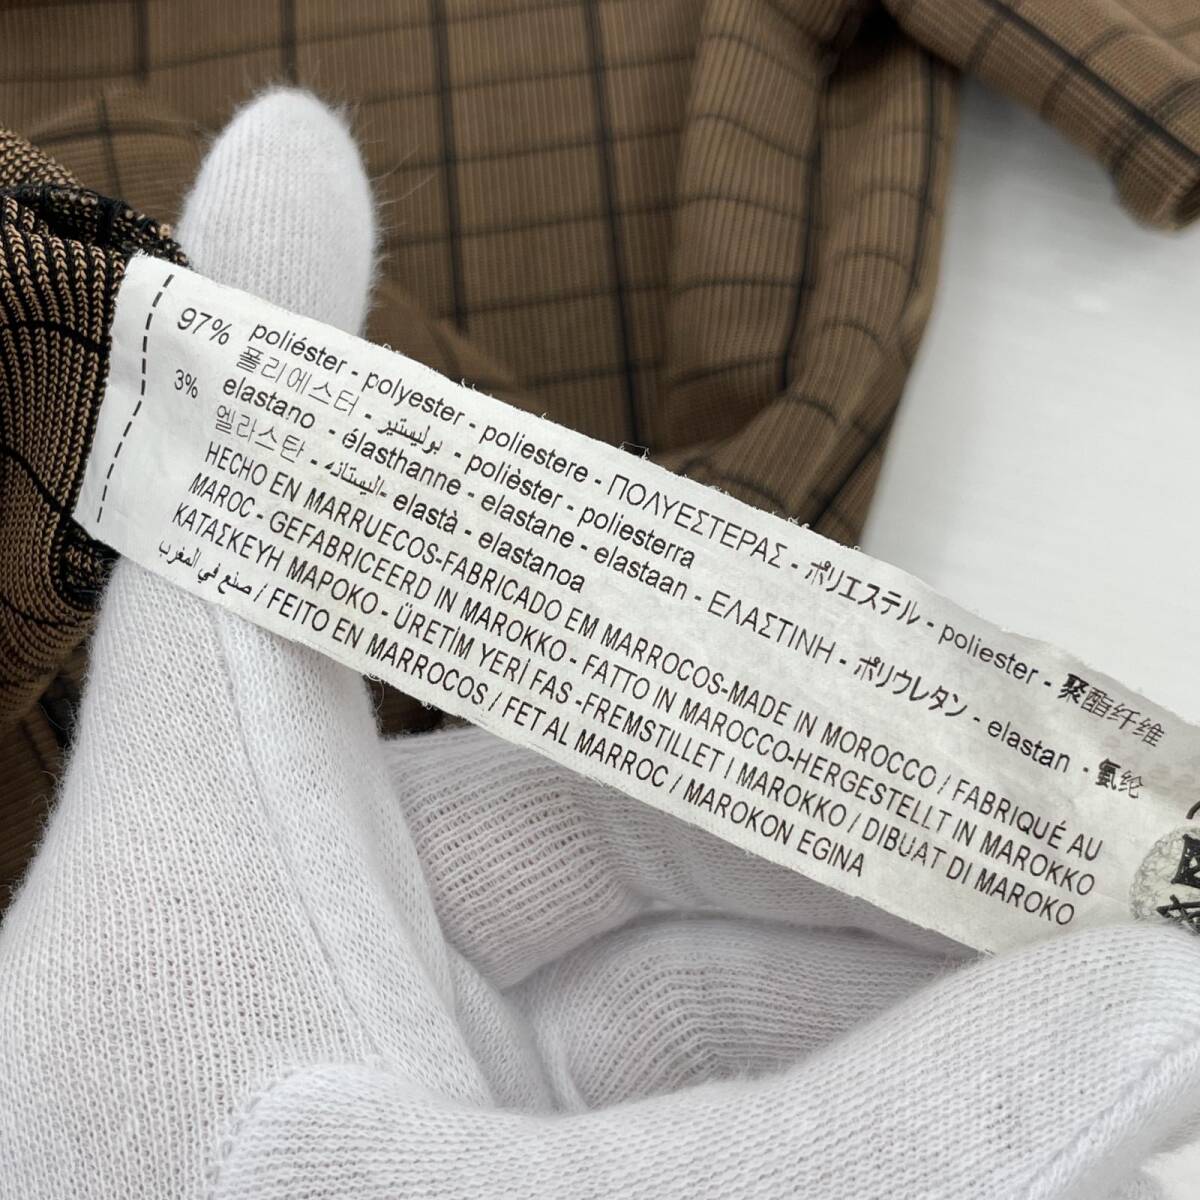 97% poliéster - polyester - poliestere - ΠΟΛΥΕΣΤΕΡΑΣ - ポリエステル - poliester - 聚酯纤维
폴리에스터 - بوليستير - polièster - poliesterra
3% elastano - élasthanne - elastane - elastaan - ΕΛΑΣΤΙΝΗ - ポリウレタン - elastan - 氨纶
엘라스탄 - اليستانه - elastà - elastanoa
HECHO EN MARRUECOS-FABRICADO EM MARROCOS-MADE IN MOROCCO / FABRIQUÉ AU
MAROC - GEFABRICEERD IN MAROKKO - FATTO IN MAROCCO-HERGESTELLT IN MAROKKO
ΚΑΤΑΣΚΕΥΗ ΜΑΡΟΚΟ - ÜRETİM YERİ FAS -FREMSTILLET I MAROKKO / DIBUAT DI MAROKO
صنع في المغرب / FEITO EN MARROCOS / FET AL MARROC / MAROKON EGINA